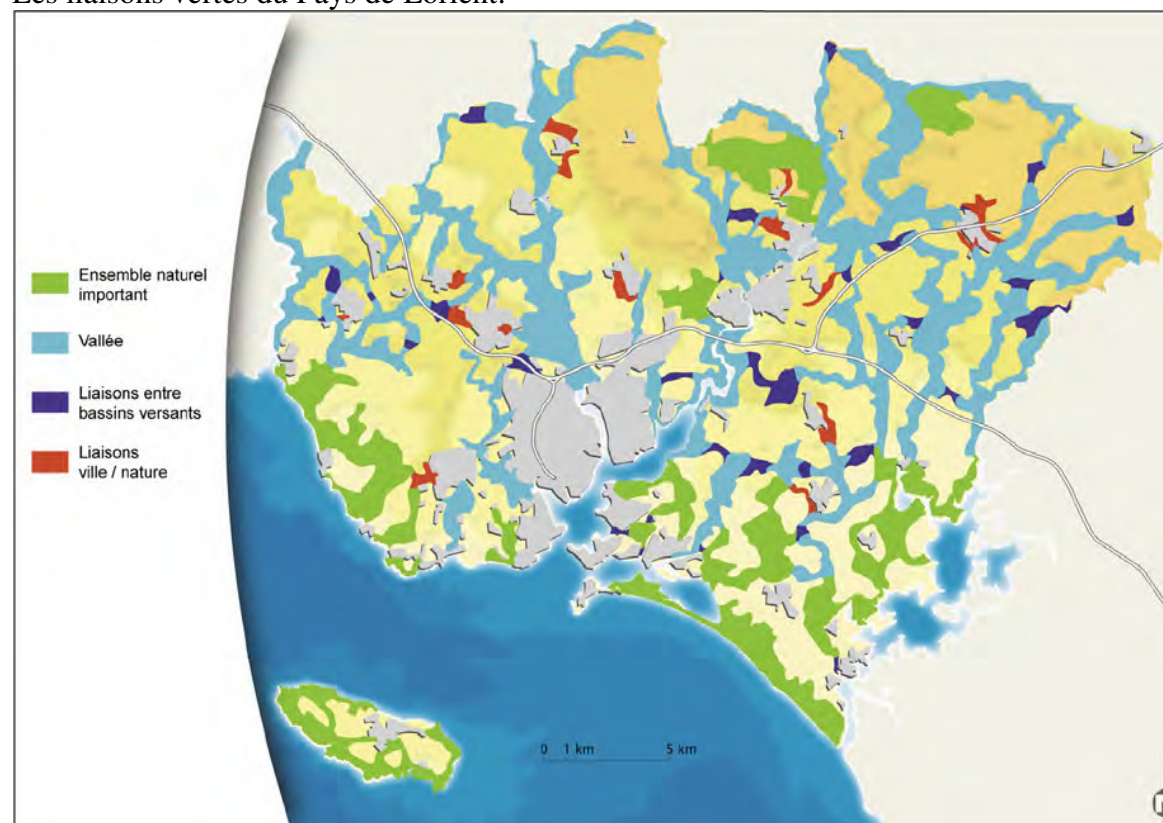 Les liaisons vertes du Pays de Lorient.
Ensemble naturel
important
Vallée
Liaisons entre
bassins versants
Liaisons
ville / nature
0 1 km 5 km